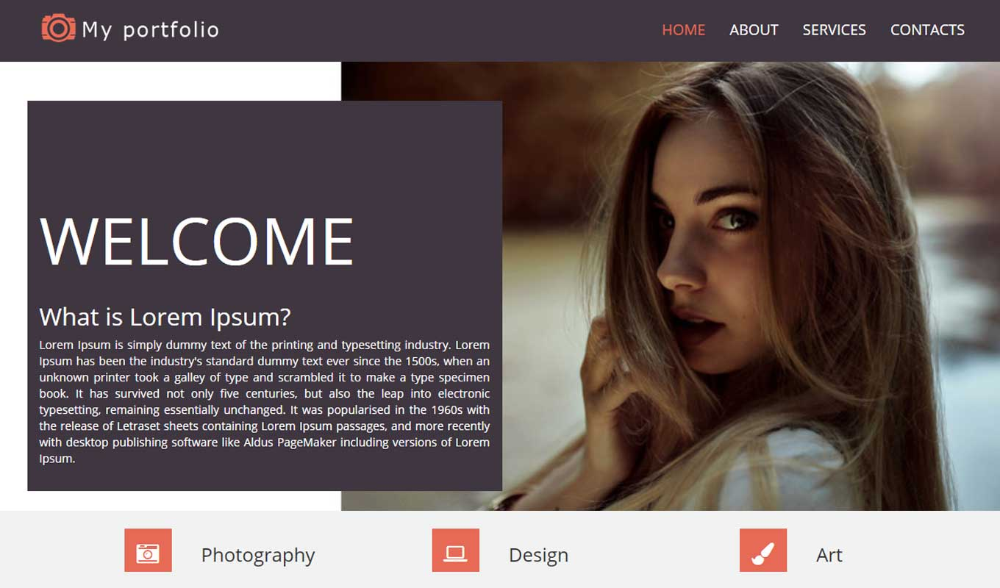 My portfolio
HOME ABOUT SERVICES CONTACTS
WELCOME
What is Lorem Ipsum?
Lorem Ipsum is simply dummy text of the printing and typesetting industry. Lorem
Ipsum has been the industry's standard dummy text ever since the 1500s, when an
unknown printer took a galley of type and scrambled it to make a type specimen
book. It has survived not only five centuries, but also the leap into electronic
typesetting, remaining essentially unchanged. It was popularised in the 1960s with
the release of Letraset sheets containing Lorem Ipsum passages, and more recently
with desktop publishing software like Aldus PageMaker including versions of Lorem
Ipsum.
Photography
Design
Art